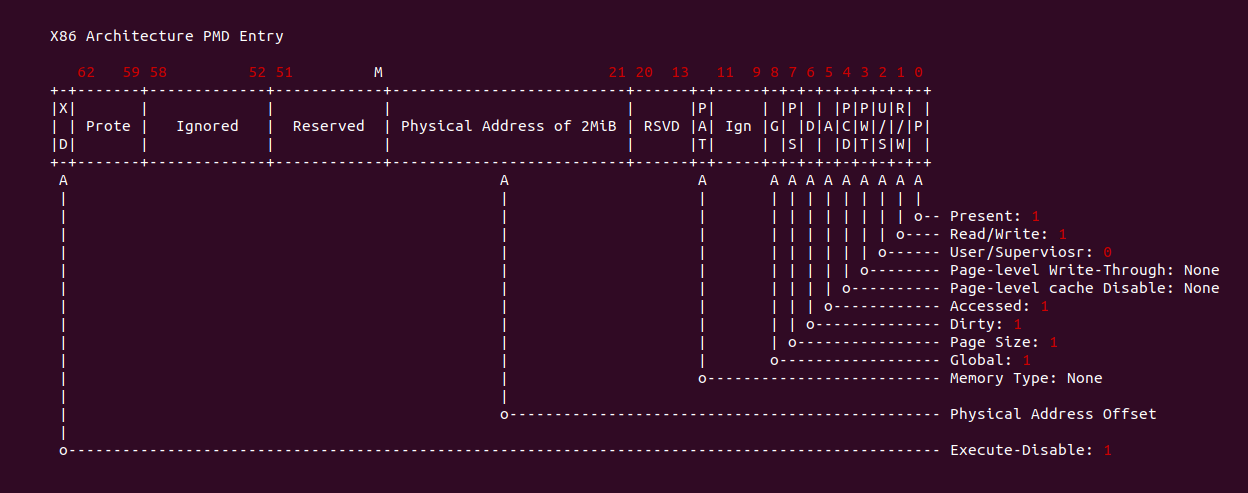 X86 Architecture PMD Entry
   62   59 58         52 51         M                         21 20  13   11  9 8 7 6 5 4 3 2 1 0
+-+-------+-------------+------------+--------------------------+------+-+-----+-+-+-+-+-+-+-+-+-+
|X|       |             |            |                          |      |P|     | |P| | |P|P|U|R| |
| | Prote |   Ignored   |  Reserved  | Physical Address of 2MiB | RSVD |A| Ign |G| |D|A|C|W|/|/|P|
|D|       |             |            |                          |      |T|     | |S| | |D|T|S|W| |
+-+-------+-------------+------------+--------------------------+------+-+-----+-+-+-+-+-+-+-+-+-+
 A                                                A                     A       A A A A A A A A A
 |                                                |                     |       | | | | | | | | |
 |                                                |                     |       | | | | | | | | o-- Present: 1
 |                                                |                     |       | | | | | | | o---- Read/Write: 1
 |                                                |                     |       | | | | | | o------ User/Superviosr: 0
 |                                                |                     |       | | | | | o-------- Page-level Write-Through: None
 |                                                |                     |       | | | | o---------- Page-level cache Disable: None
 |                                                |                     |       | | | o------------ Accessed: 1
 |                                                |                     |       | | o-------------- Dirty: 1
 |                                                |                     |       | o---------------- Page Size: 1
 |                                                |                     |       o------------------ Global: 1
 |                                                |                     o-------------------------- Memory Type: None
 |                                                |
 |                                                o------------------------------------------------ Physical Address Offset
 |
 o------------------------------------------------------------------------------------------------- Execute-Disable: 1